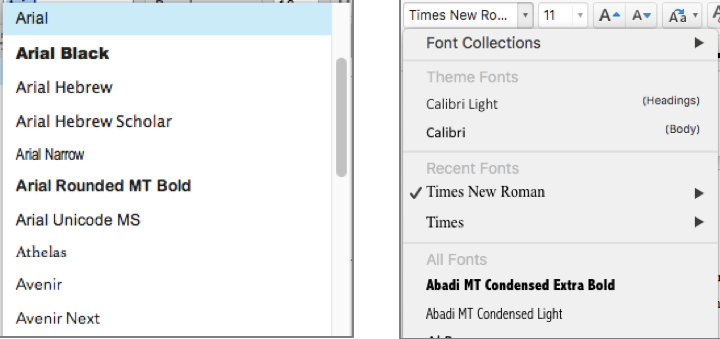 Arial
Arial Black
Arial Hebrew
Arial Hebrew Scholar
Arial Narrow
Arial Rounded MT Bold
Arial Unicode MS
Athelas
Avenir
Avenir Next
Times New Ro... 11 A A Aa
Font Collections
Theme Fonts
Calibri Light (Headings)
Calibri (Body)
Recent Fonts
✓ Times New Roman
Times
All Fonts
Abadi MT Condensed Extra Bold
Abadi MT Condensed Light